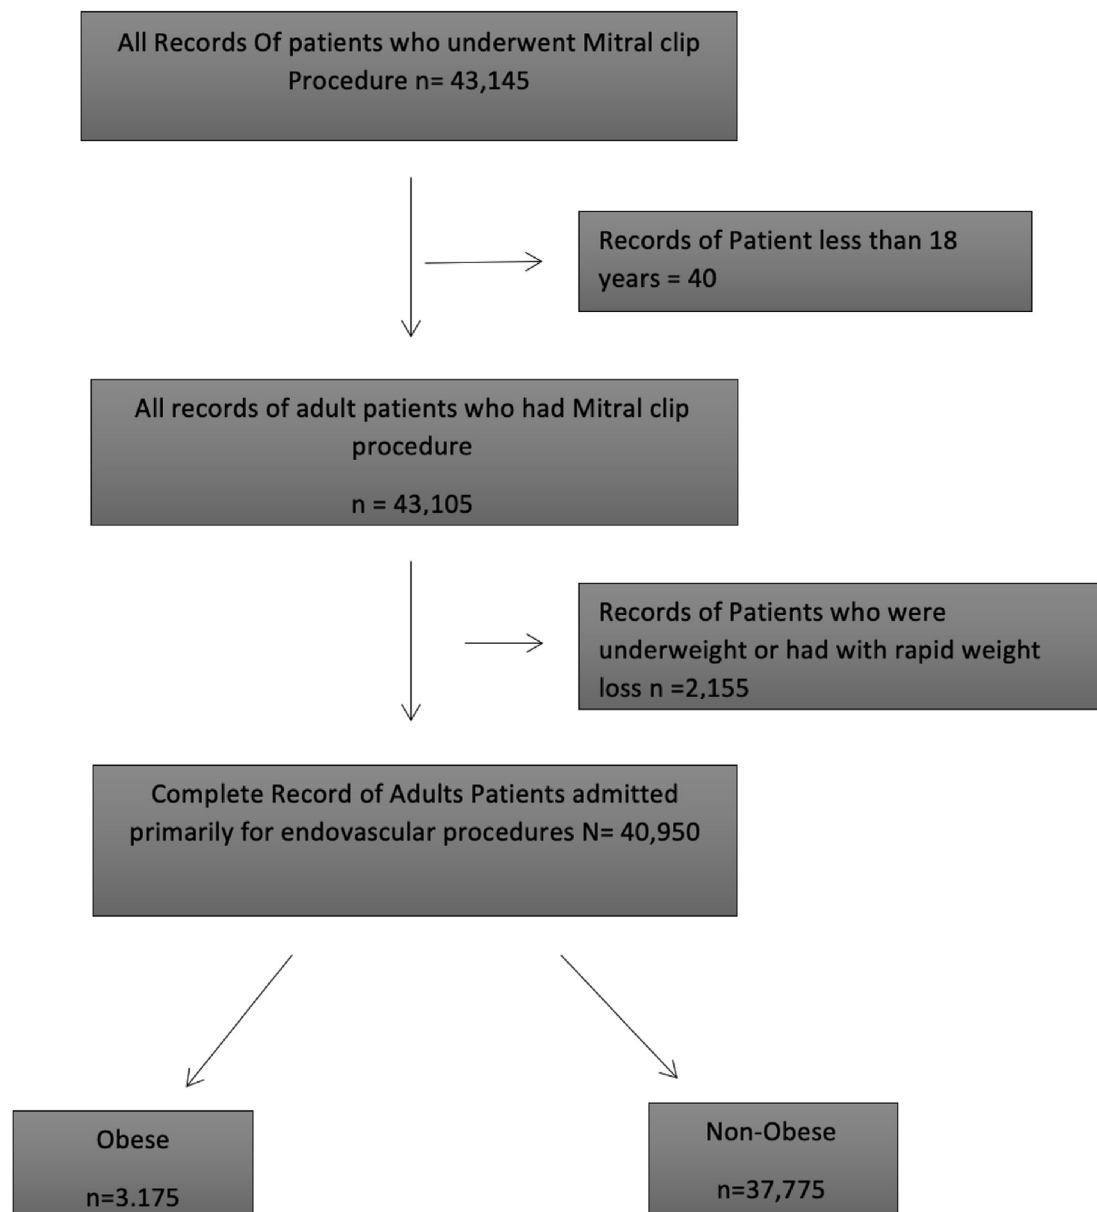 All Records Of patients who underwent Mitral clip
Procedure n= 43,145
Records of Patient less than 18
years = 40
All records of adult patients who had Mitral clip
procedure
n = 43,105
Records of Patients who were
underweight or had with rapid weight
loss n =2,155
Complete Record of Adults Patients admitted
primarily for endovascular procedures N= 40,950
Obese
n=3.175
Non-Obese
n=37,775